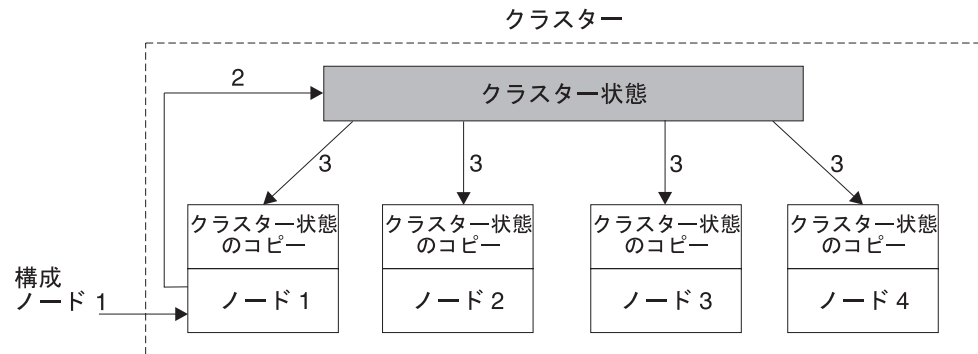 クラスター
2
クラスター状態
3
3
3
3
クラスター状態
のコピー
クラスター状態
のコピー
クラスター状態
のコピー
クラスター状態
のコピー
構成
ノード 1
ノード 1
ノード 2
ノード 3
ノード 4